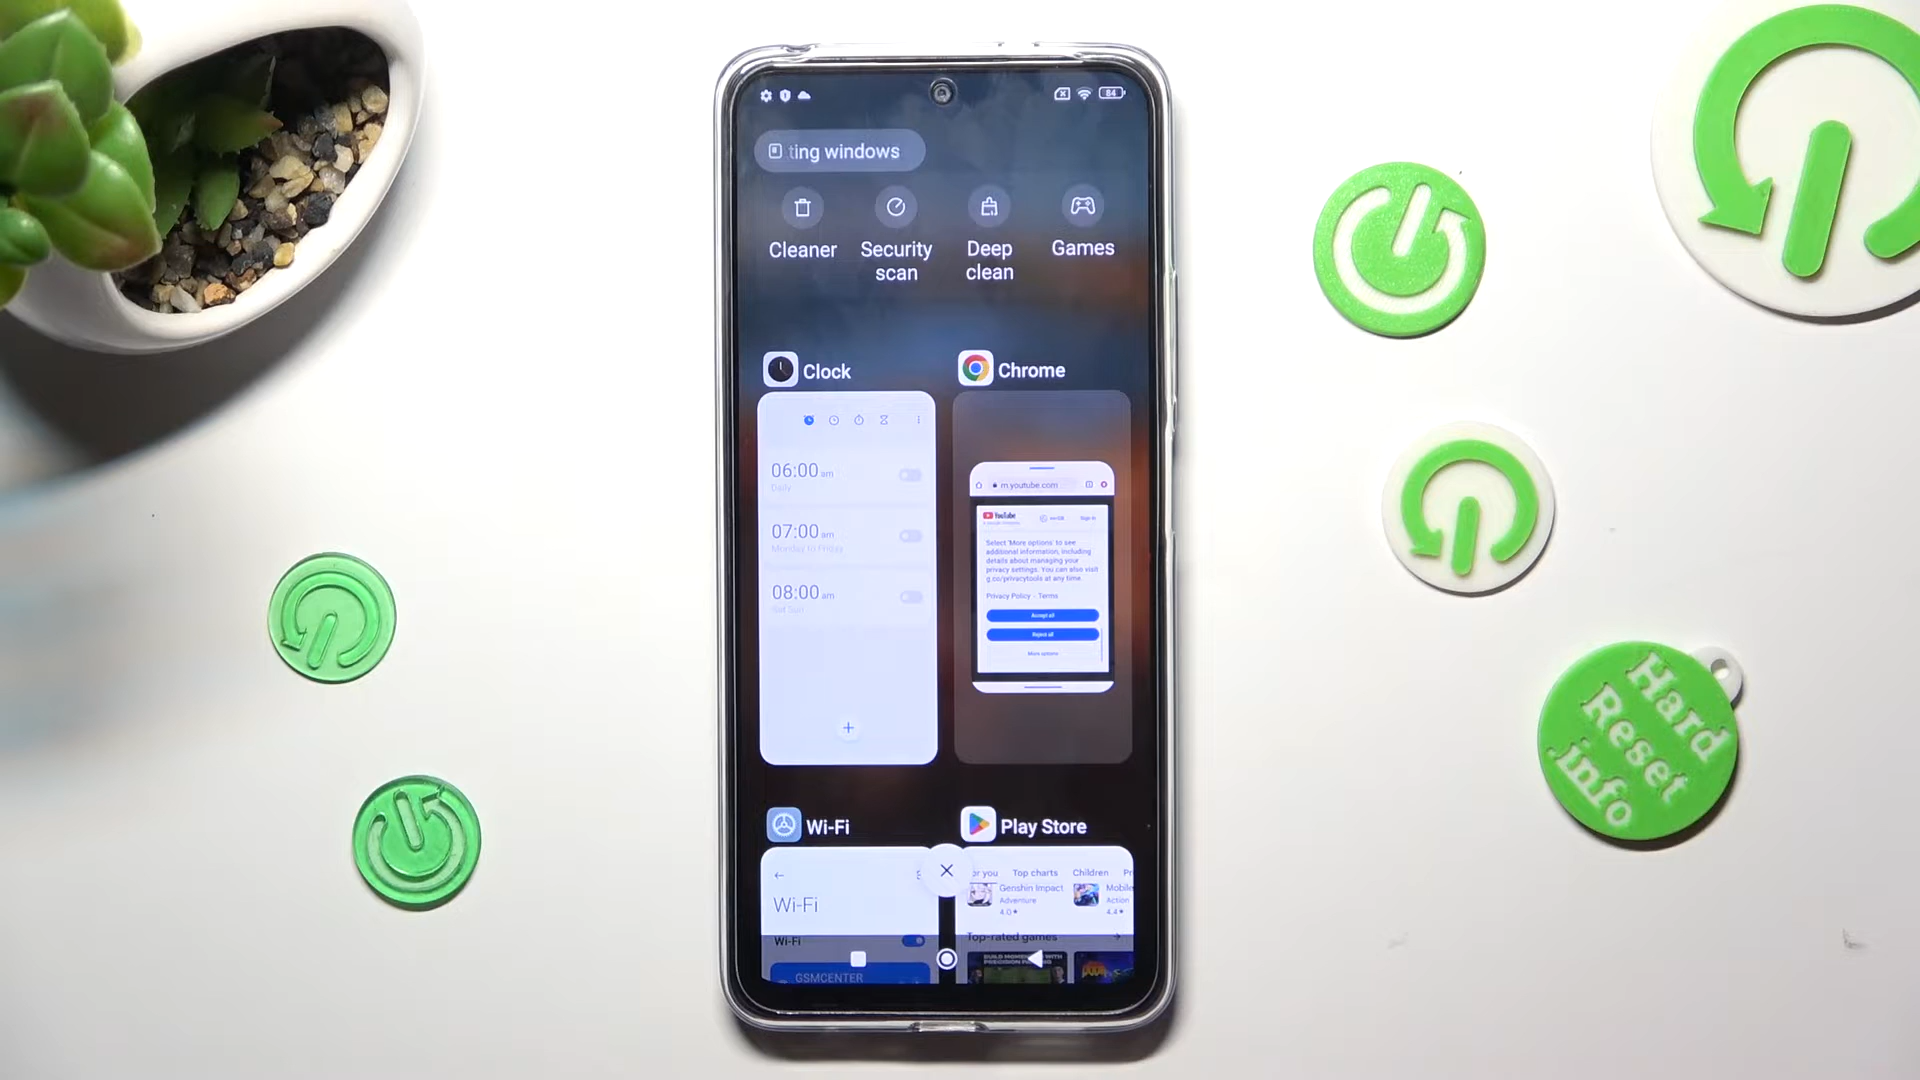 84
ting windows
Cleaner
Security scan
Deep clean
Games
Clock
Chrome
06:00 am
Daily
07:00 am
Monday to Friday
08:00 am
m.youtube.com
YouTube
Sign in
Select 'More options' to see
additional information, including
details about managing your
privacy settings. You can also visit
g.co/privacytools at any time.
Privacy Policy · Terms
Accept all
Reject all
More options
Wi-Fi
Play Store
Wi-Fi
Wi-Fi
GSMCENTER
or you Top charts Children Pr
Genshin Impact
Adventure
4.0★
Mobile
Action
4.4★
Top-rated games
Hard
Reset
.info